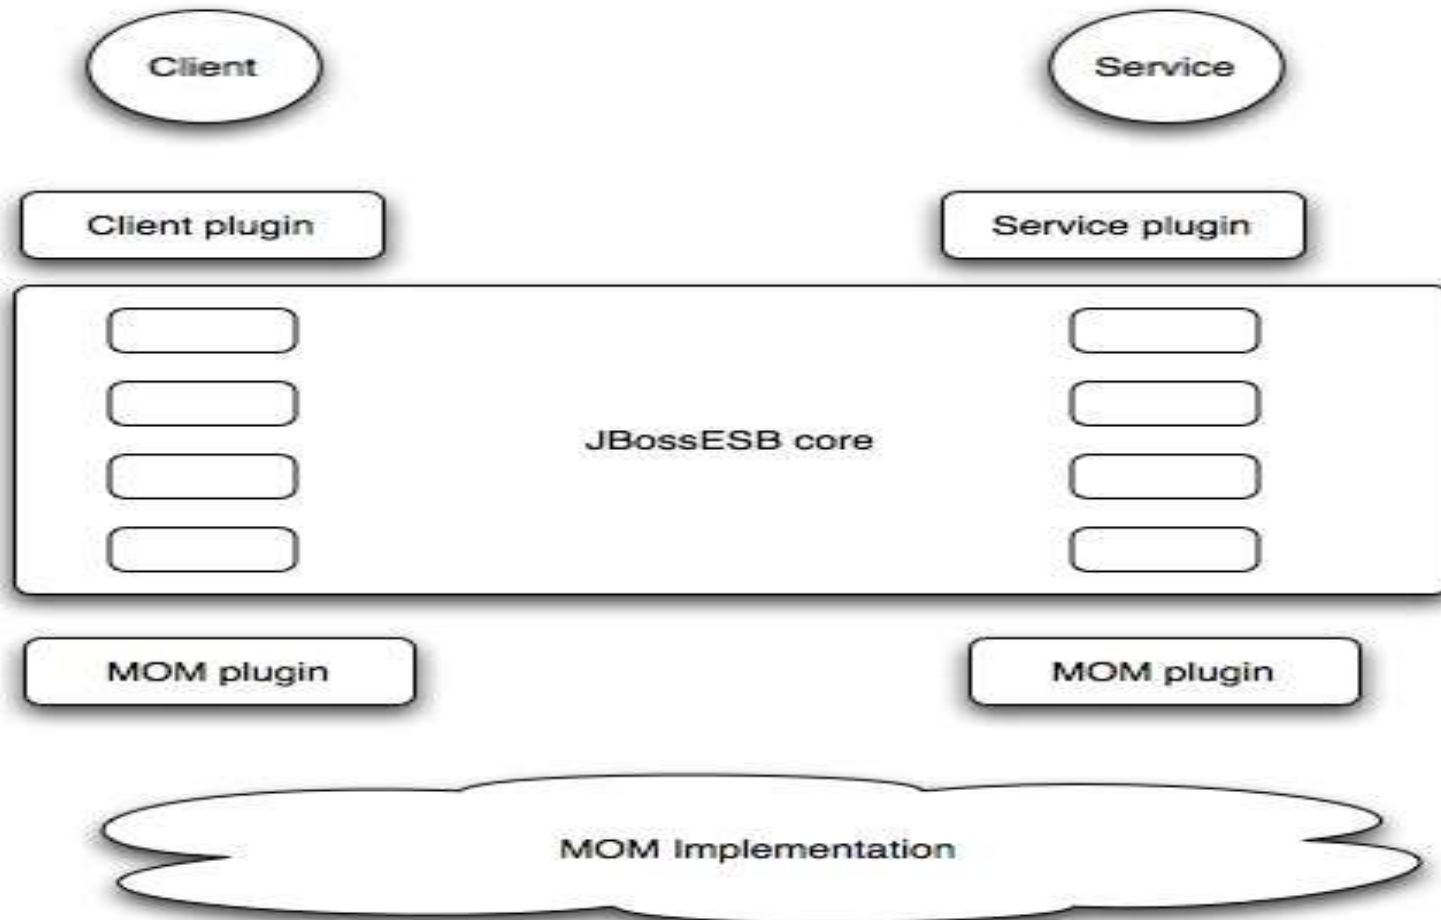 Client
Service
Client plugin
Service plugin
JBossESB core
MOM plugin
MOM plugin
MOM Implementation